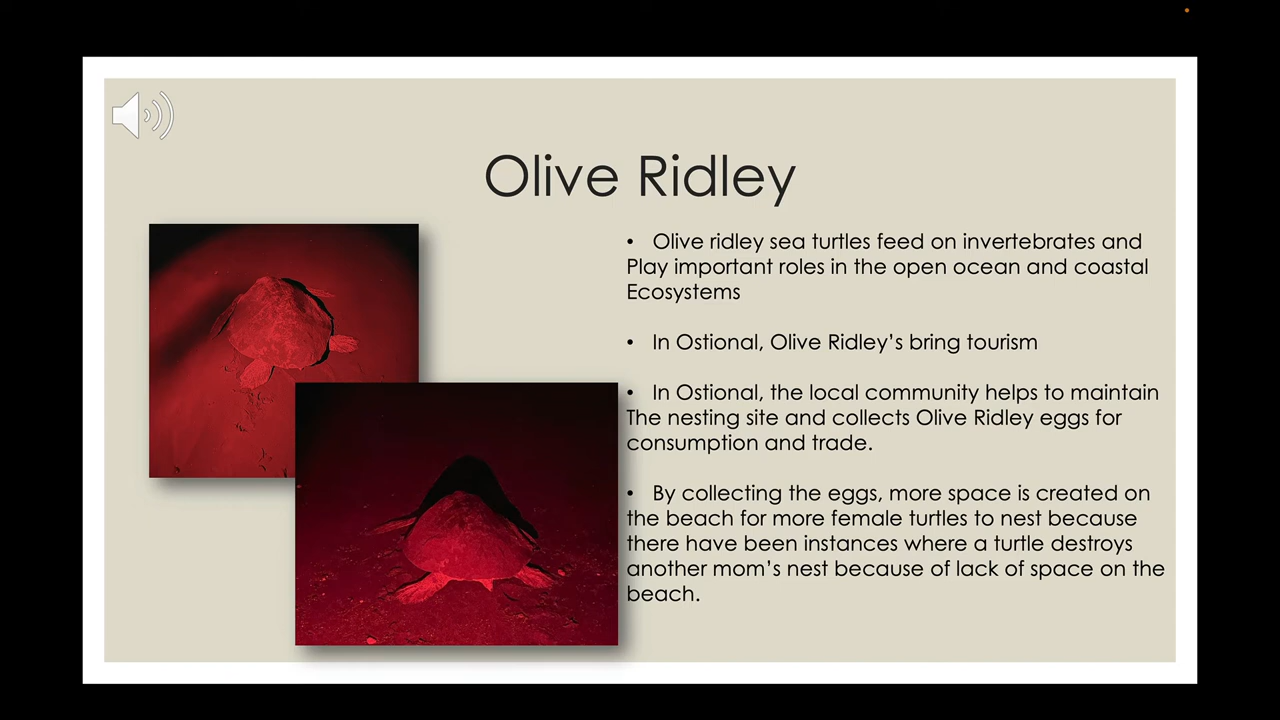 Olive Ridley
• Olive ridley sea turtles feed on invertebrates and
Play important roles in the open ocean and coastal
Ecosystems
• In Ostional, Olive Ridley’s bring tourism
• In Ostional, the local community helps to maintain
The nesting site and collects Olive Ridley eggs for
consumption and trade.
• By collecting the eggs, more space is created on
the beach for more female turtles to nest because
there have been instances where a turtle destroys
another mom’s nest because of lack of space on the
beach.